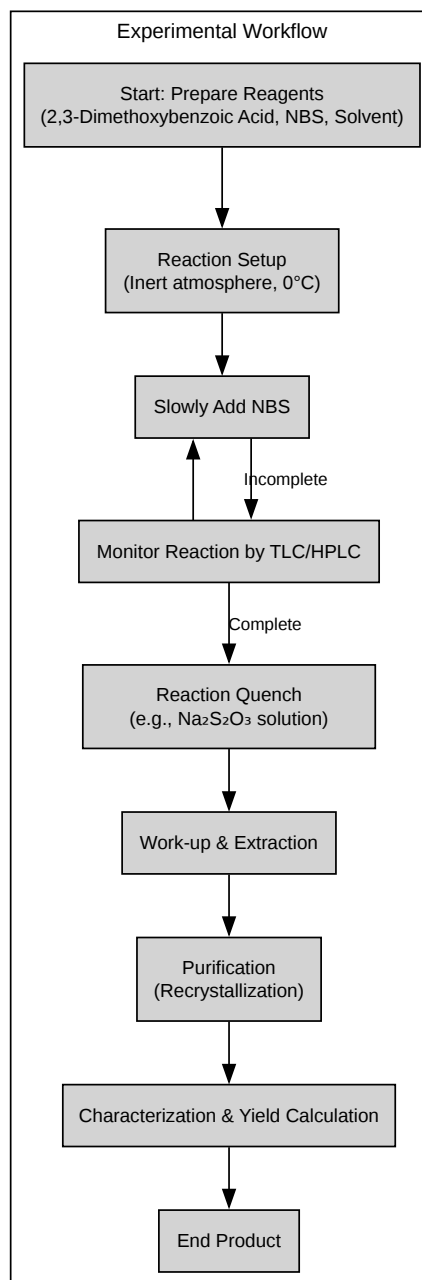 Experimental Workflow
Start: Prepare Reagents
(2,3-Dimethoxybenzoic Acid, NBS, Solvent)
Reaction Setup
(Inert atmosphere, 0°C)
Slowly Add NBS
Incomplete
Monitor Reaction by TLC/HPLC
Complete
Reaction Quench
(e.g., Na₂S₂O₃ solution)
Work-up & Extraction
Purification
(Recrystallization)
Characterization & Yield Calculation
End Product